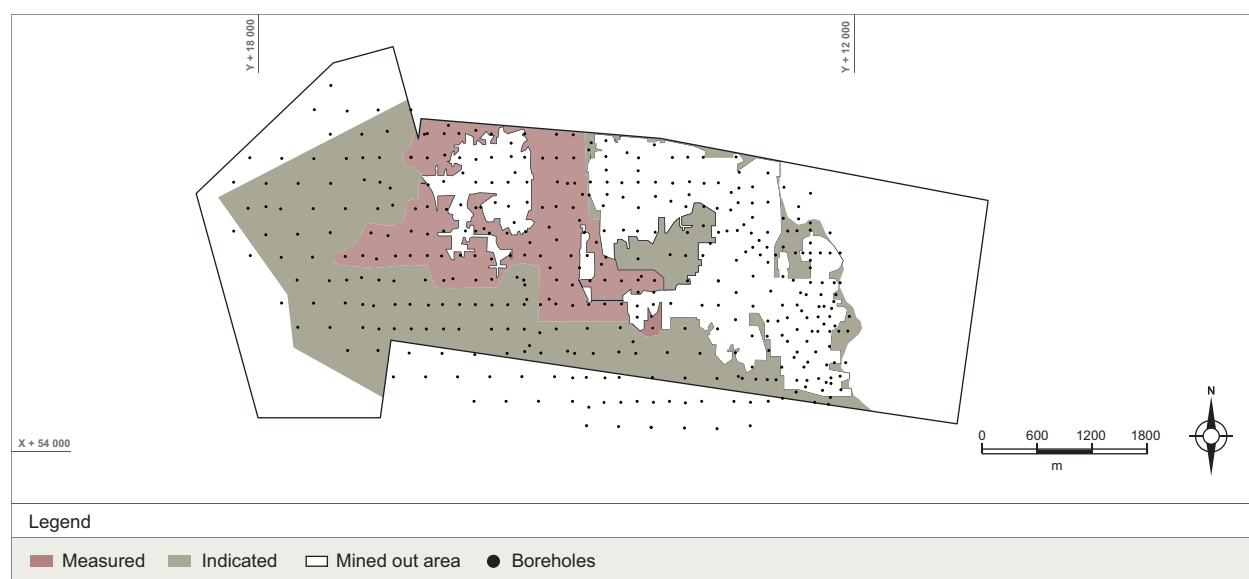 Y + 18 000
Y + 12 000
N
0 600 1200 1800
m
X + 54 000
Legend
Measured Indicated Mined out area Boreholes